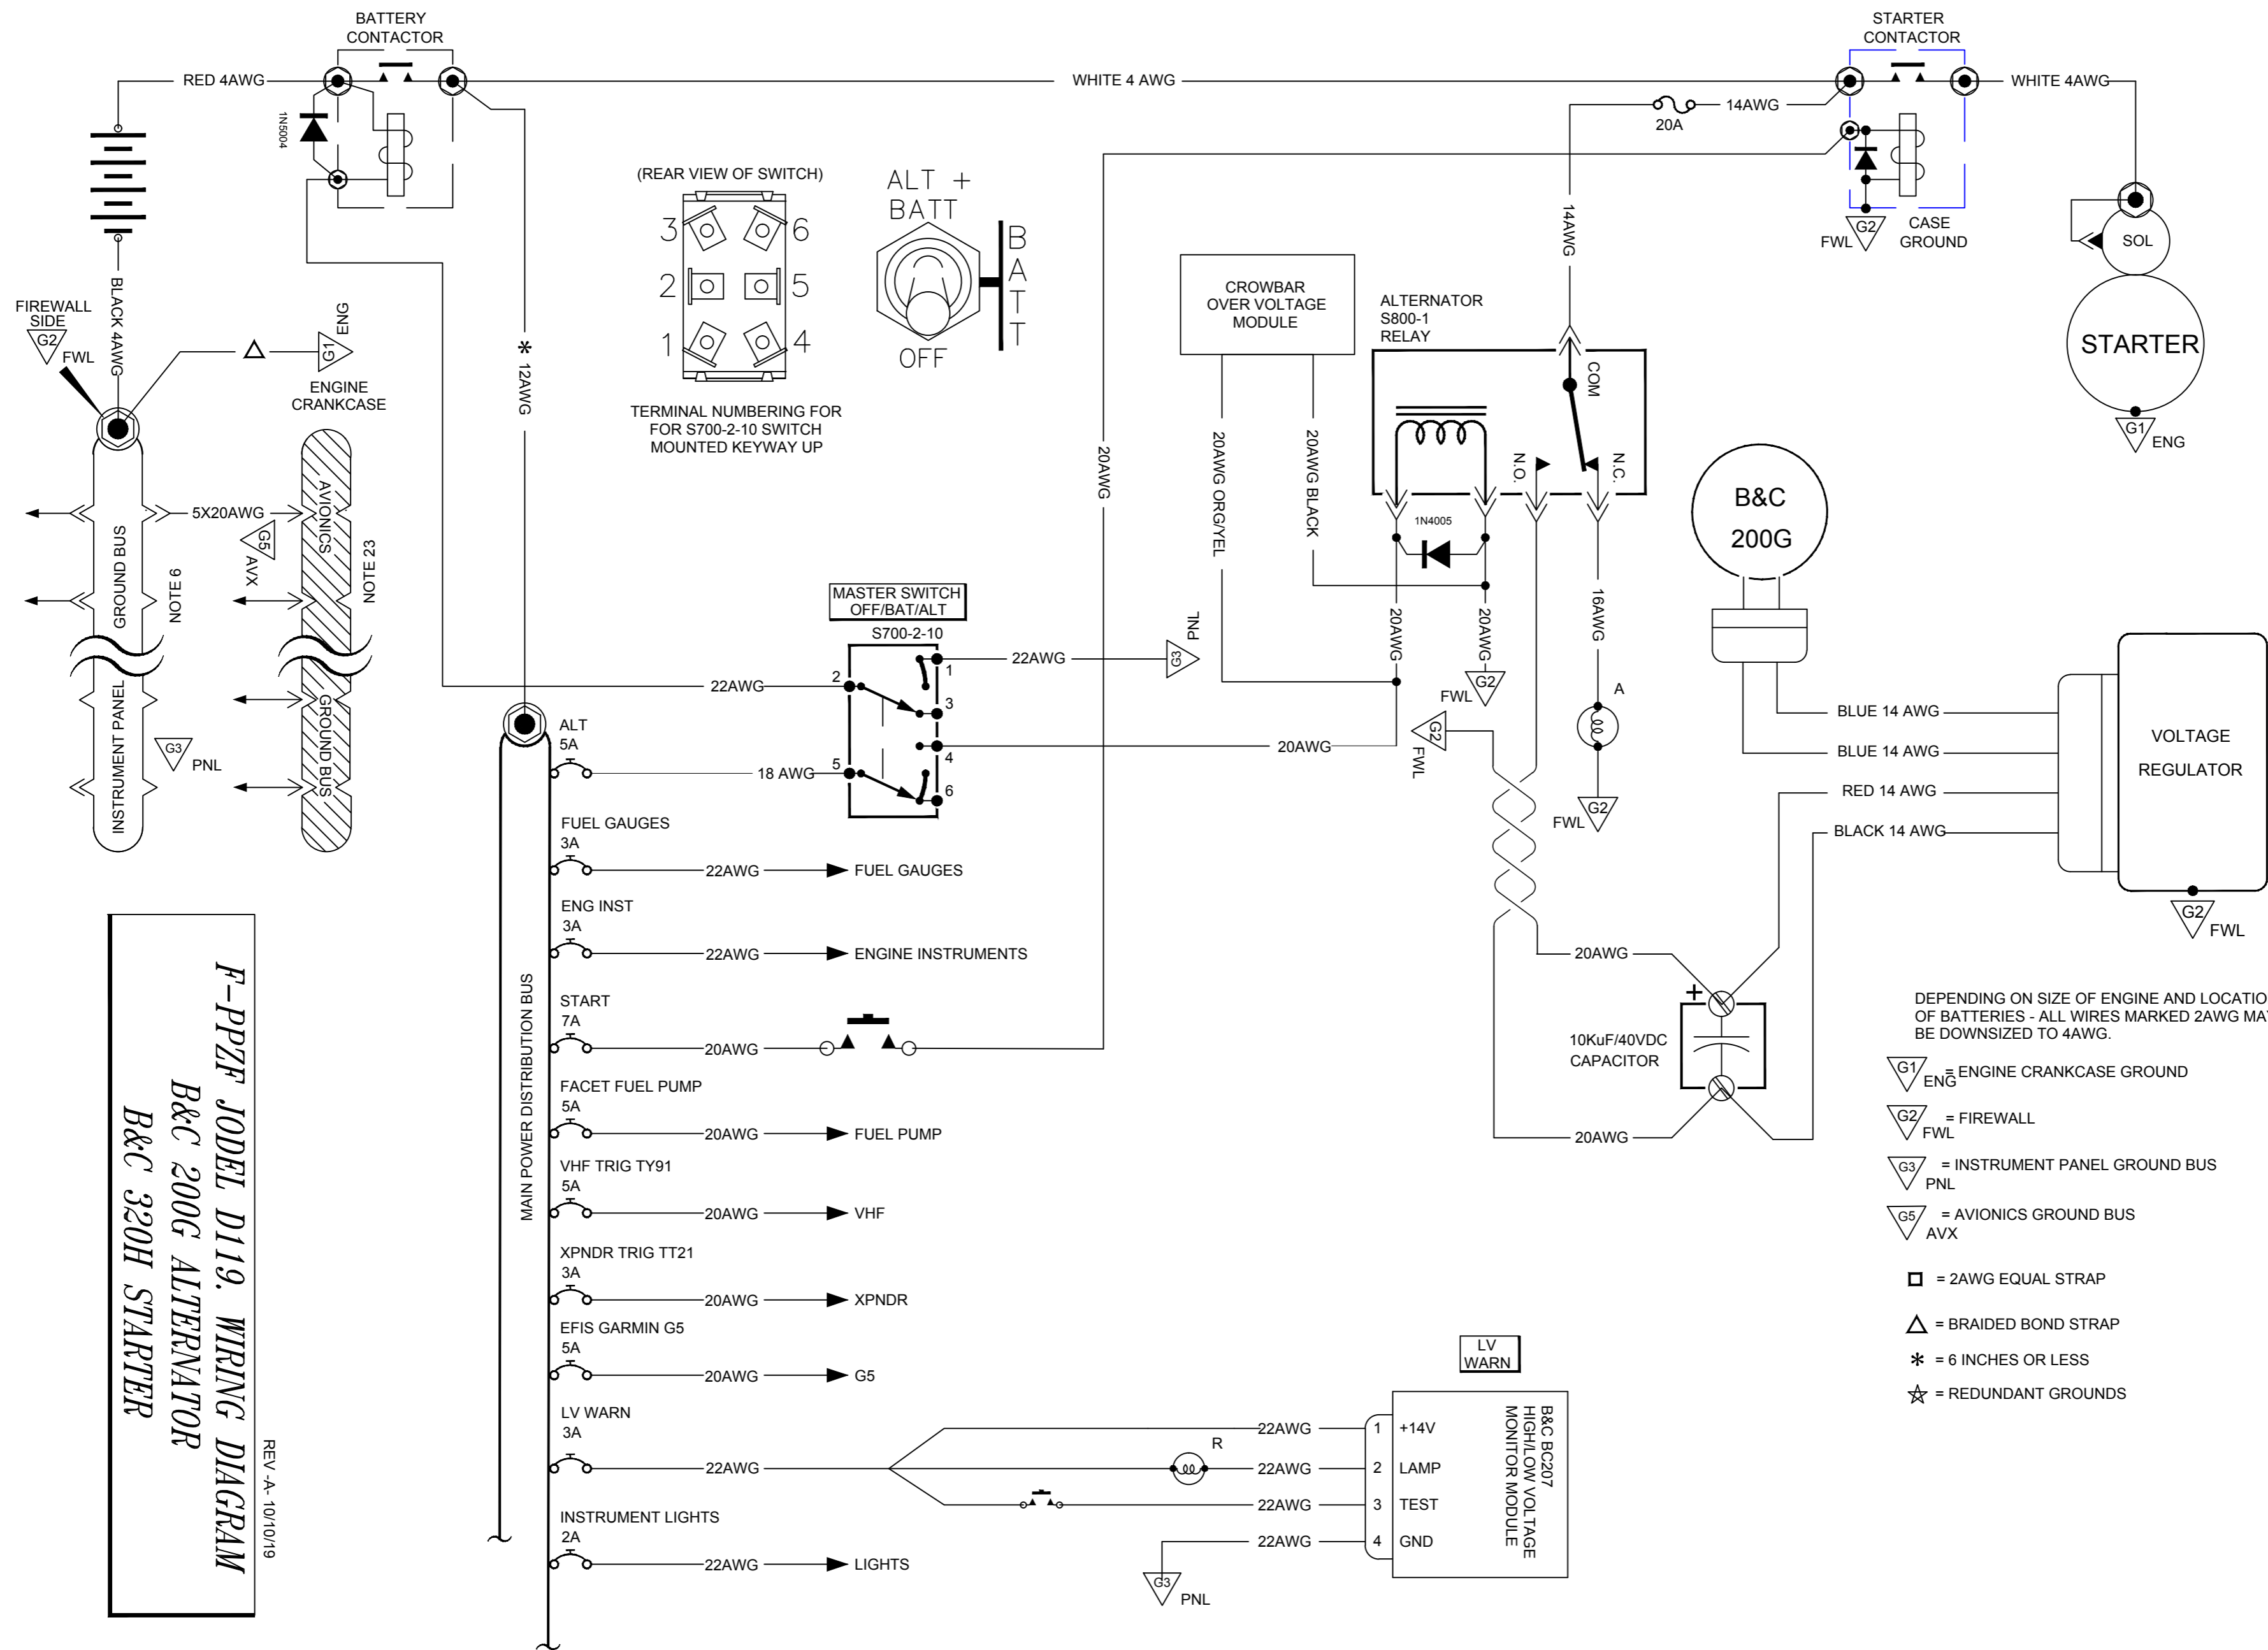 BATTERY
CONTACTOR
STARTER
CONTACTOR
RED 4AWG
WHITE 4 AWG
WHITE 4AWG
14AWG
20A
1N5004
(REAR VIEW OF SWITCH)
3
6
2
5
1
4
TERMINAL NUMBERING FOR
FOR S700-2-10 SWITCH
MOUNTED KEYWAY UP
ALT +
BATT
BATT
OFF
14AWG
G2
FWL
CASE
GROUND
SOL
STARTER
G1
ENG
BLACK 4AWG
FIREWALL
SIDE
G2
FWL
G1
ENG
ENGINE
CRANKCASE
* 12AWG
CROWBAR
OVER VOLTAGE
MODULE
ALTERNATOR
S800-1
RELAY
COM
N.O.
N.C.
20AWG
20AWG ORG/YEL
20AWG BLACK
1N4005
B&C
200G
5X20AWG
G5
AVX
AVIONICS
GROUND BUS
NOTE 23
GROUND BUS
INSTRUMENT PANEL
NOTE 6
G3
PNL
MASTER SWITCH
OFF/BAT/ALT
S700-2-10
22AWG
2
1
3
4
5
6
22AWG
G3
PNL
20AWG
20AWG
16AWG
G2
FWL
A
G2
FWL
G2
FWL
20AWG
18 AWG
BLUE 14 AWG
BLUE 14 AWG
RED 14 AWG
BLACK 14 AWG
VOLTAGE
REGULATOR
G2
FWL
MAIN POWER DISTRIBUTION BUS
ALT
5A
FUEL GAUGES
3A
22AWG
FUEL GAUGES
ENG INST
3A
22AWG
ENGINE INSTRUMENTS
START
7A
20AWG
FACET FUEL PUMP
5A
20AWG
FUEL PUMP
VHF TRIG TY91
5A
20AWG
VHF
XPNDR TRIG TT21
3A
20AWG
XPNDR
EFIS GARMIN G5
5A
20AWG
G5
LV WARN
3A
22AWG
INSTRUMENT LIGHTS
2A
22AWG
LIGHTS
20AWG
+
10KuF/40VDC
CAPACITOR
20AWG
LV
WARN
R
22AWG
22AWG
22AWG
22AWG
1 +14V
2 LAMP
3 TEST
4 GND
B&C BC207
HIGH/LOW VOLTAGE
MONITOR MODULE
G3
PNL
DEPENDING ON SIZE OF ENGINE AND LOCATIO
OF BATTERIES - ALL WIRES MARKED 2AWG MA
BE DOWNSIZED TO 4AWG.
G1 ENG = ENGINE CRANKCASE GROUND
G2 FWL = FIREWALL
G3 PNL = INSTRUMENT PANEL GROUND BUS
G5 AVX = AVIONICS GROUND BUS
= 2AWG EQUAL STRAP
= BRAIDED BOND STRAP
* = 6 INCHES OR LESS
= REDUNDANT GROUNDS
F-PPZF JODEL D119. WIRING DIAGRAM
B&C 200G ALTERNATOR
B&C 320H STARTER
REV -A- 10/10/19